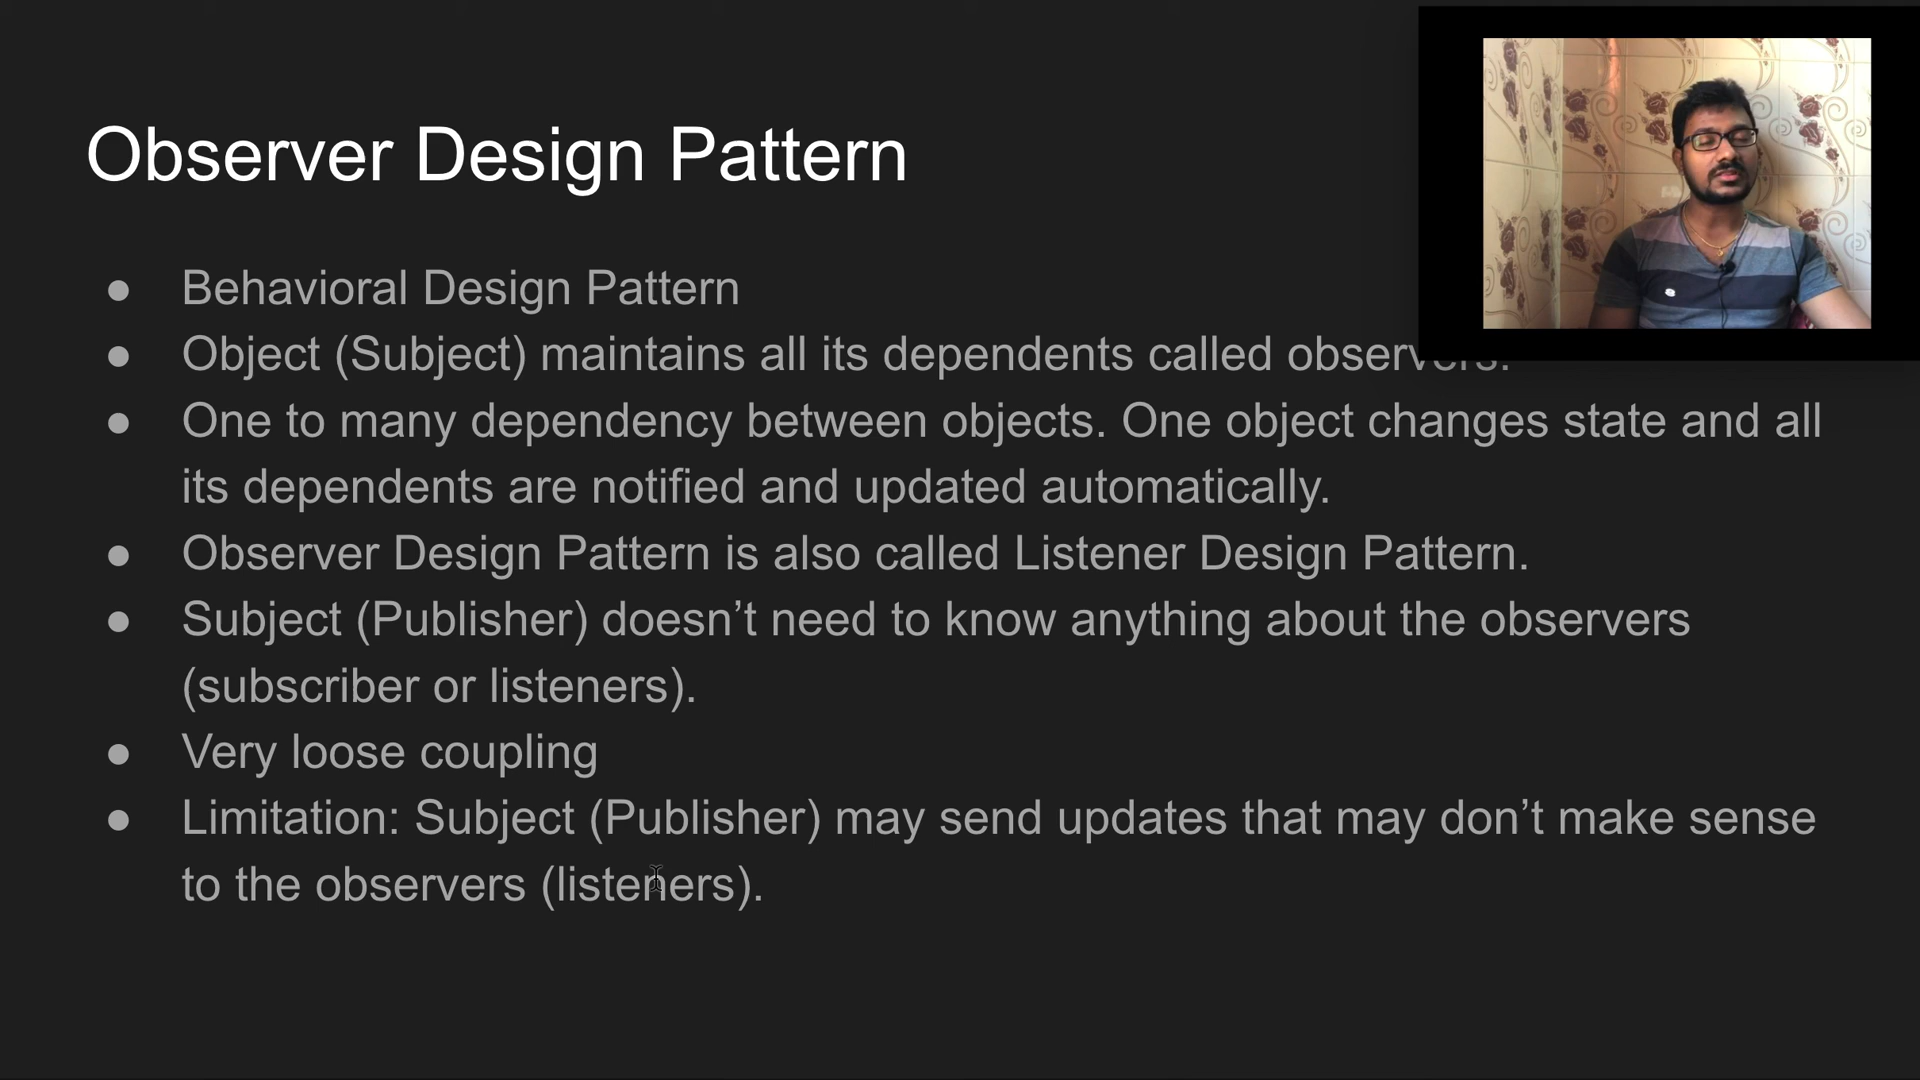 Observer Design Pattern
● Behavioral Design Pattern
● Object (Subject) maintains all its dependents called observers.
● One to many dependency between objects. One object changes state and all
its dependents are notified and updated automatically.
● Observer Design Pattern is also called Listener Design Pattern.
● Subject (Publisher) doesn’t need to know anything about the observers
(subscriber or listeners).
● Very loose coupling
● Limitation: Subject (Publisher) may send updates that may don’t make sense
to the observers (listeners).